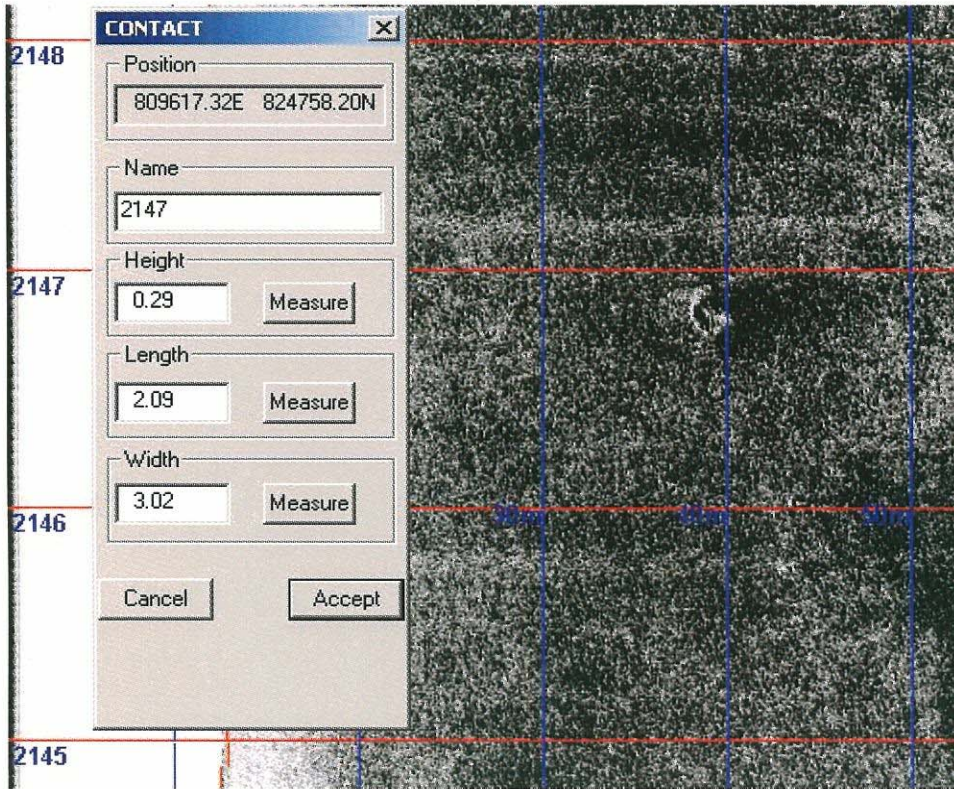 CONTACT
2148
Position
809617.32E 824758.20N
Name
2147
2147
Height
0.29 Measure
Length
2.09 Measure
Width
3.02 Measure
2146
Cancel Accept
2145